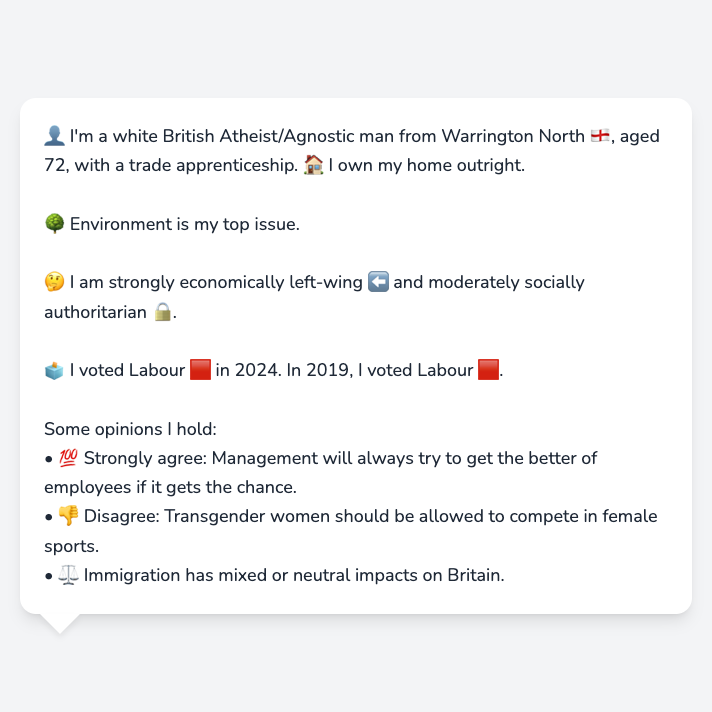 👤 I'm a white British Atheist/Agnostic man from Warrington North 🏴󠁧󠁢󠁥󠁮󠁧󠁿, aged
72, with a trade apprenticeship. 🏠 I own my home outright.
🌳 Environment is my top issue.
🤔 I am strongly economically left-wing ⬅️ and moderately socially
authoritarian 🔒.
🗳️ I voted Labour 🟥 in 2024. In 2019, I voted Labour 🟥.
Some opinions I hold:
• 💯 Strongly agree: Management will always try to get the better of
employees if it gets the chance.
• 👎 Disagree: Transgender women should be allowed to compete in female
sports.
• ⚖️ Immigration has mixed or neutral impacts on Britain.